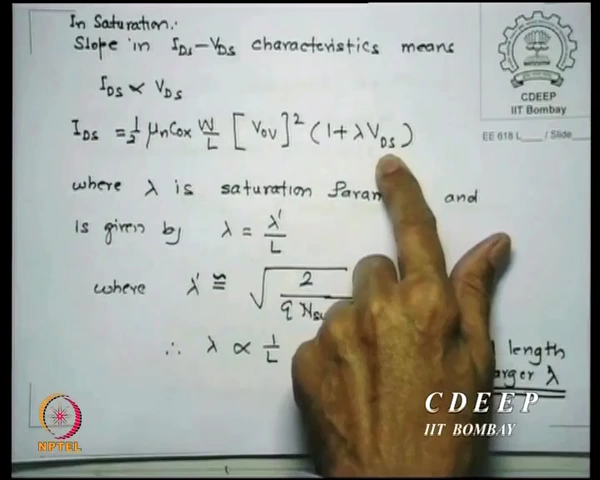 In Saturation:
Slope in IDS-VDS characteristics means
IDS ∝ VDS
IDS = 1/2 μnCox W/L [VOV]² (1+λVDS)
where λ is saturation Param and
is given by λ = λ'/L
where λ' ≅ √(2 / q N
∴ λ ∝ 1/L length
λ
CDEEP
IIT Bombay
EE 618 L___ / Slide
CDEEP
IIT BOMBAY
NPTEL